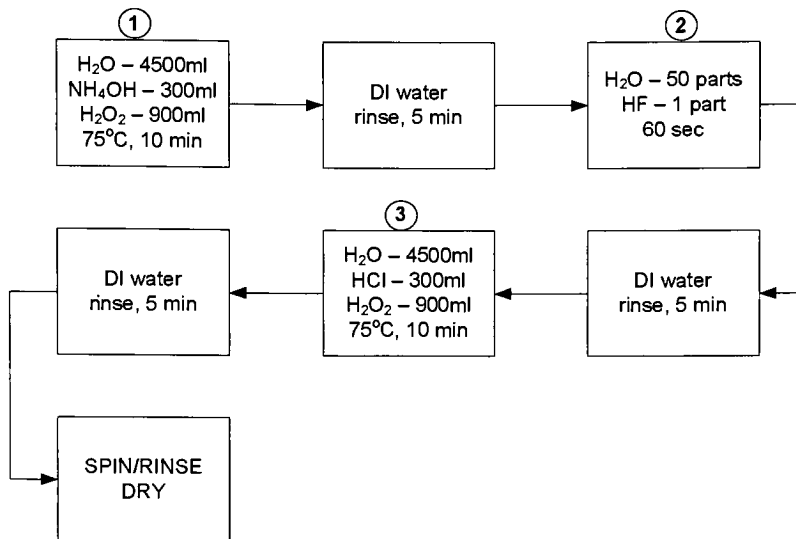 1
H₂O – 4500ml
NH₄OH – 300ml
H₂O₂ – 900ml
75°C, 10 min
DI water
rinse, 5 min
2
H₂O – 50 parts
HF – 1 part
60 sec
DI water
rinse, 5 min
3
H₂O – 4500ml
HCl – 300ml
H₂O₂ – 900ml
75°C, 10 min
DI water
rinse, 5 min
SPIN/RINSE
DRY